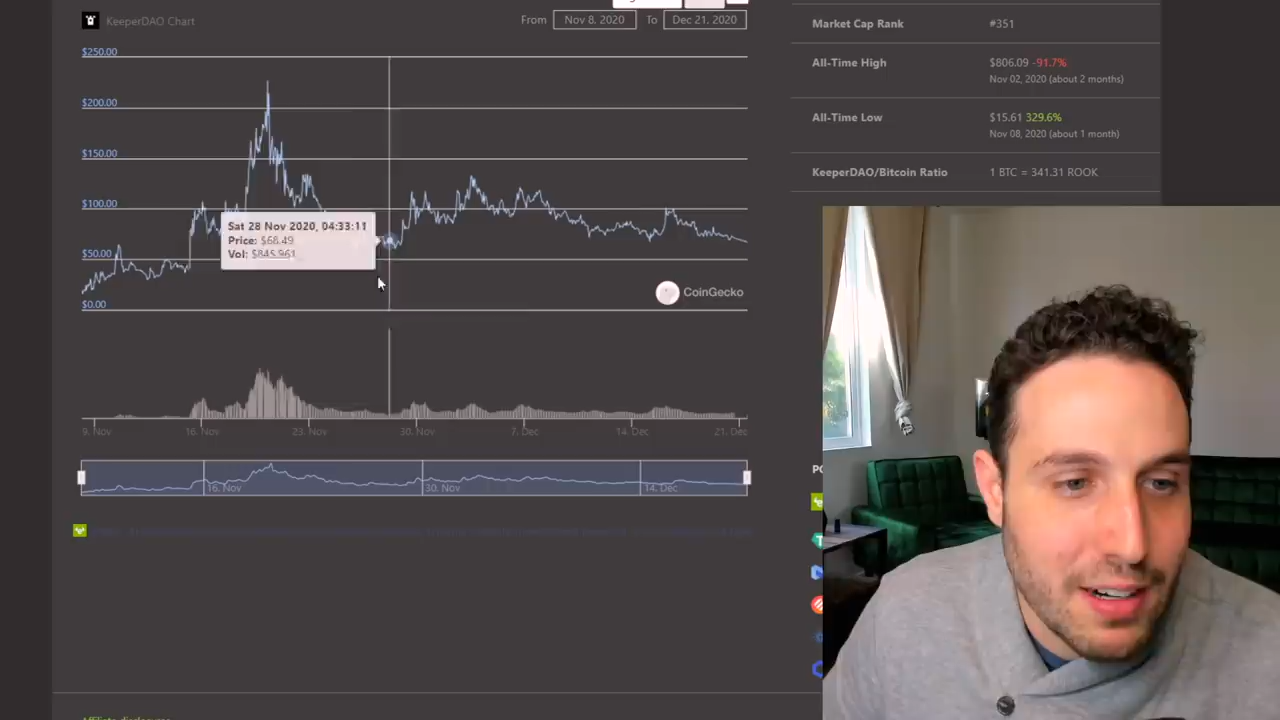 KeeperDAO Chart
From Nov 8, 2020 To Dec 21, 2020
$250.00
$200.00
$150.00
$100.00
$50.00
$0.00
Sat 28 Nov 2020, 04:33:11
Price: $68.49
Vol: $845,961
CoinGecko
9. Nov 16. Nov 23. Nov 30. Nov 7. Dec 14. Dec 21. Dec
16. Nov 30. Nov 14. Dec
Market Cap Rank #351
All-Time High $806.09 -91.7%
Nov 02, 2020 (about 2 months)
All-Time Low $15.61 329.6%
Nov 08, 2020 (about 1 month)
KeeperDAO/Bitcoin Ratio 1 BTC = 341.31 ROOK